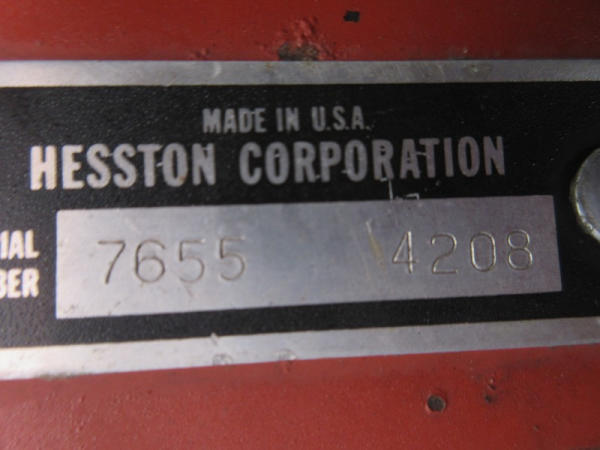 MADE IN U.S.A.
HESSTON CORPORATION
IAL
BER
7655 4208